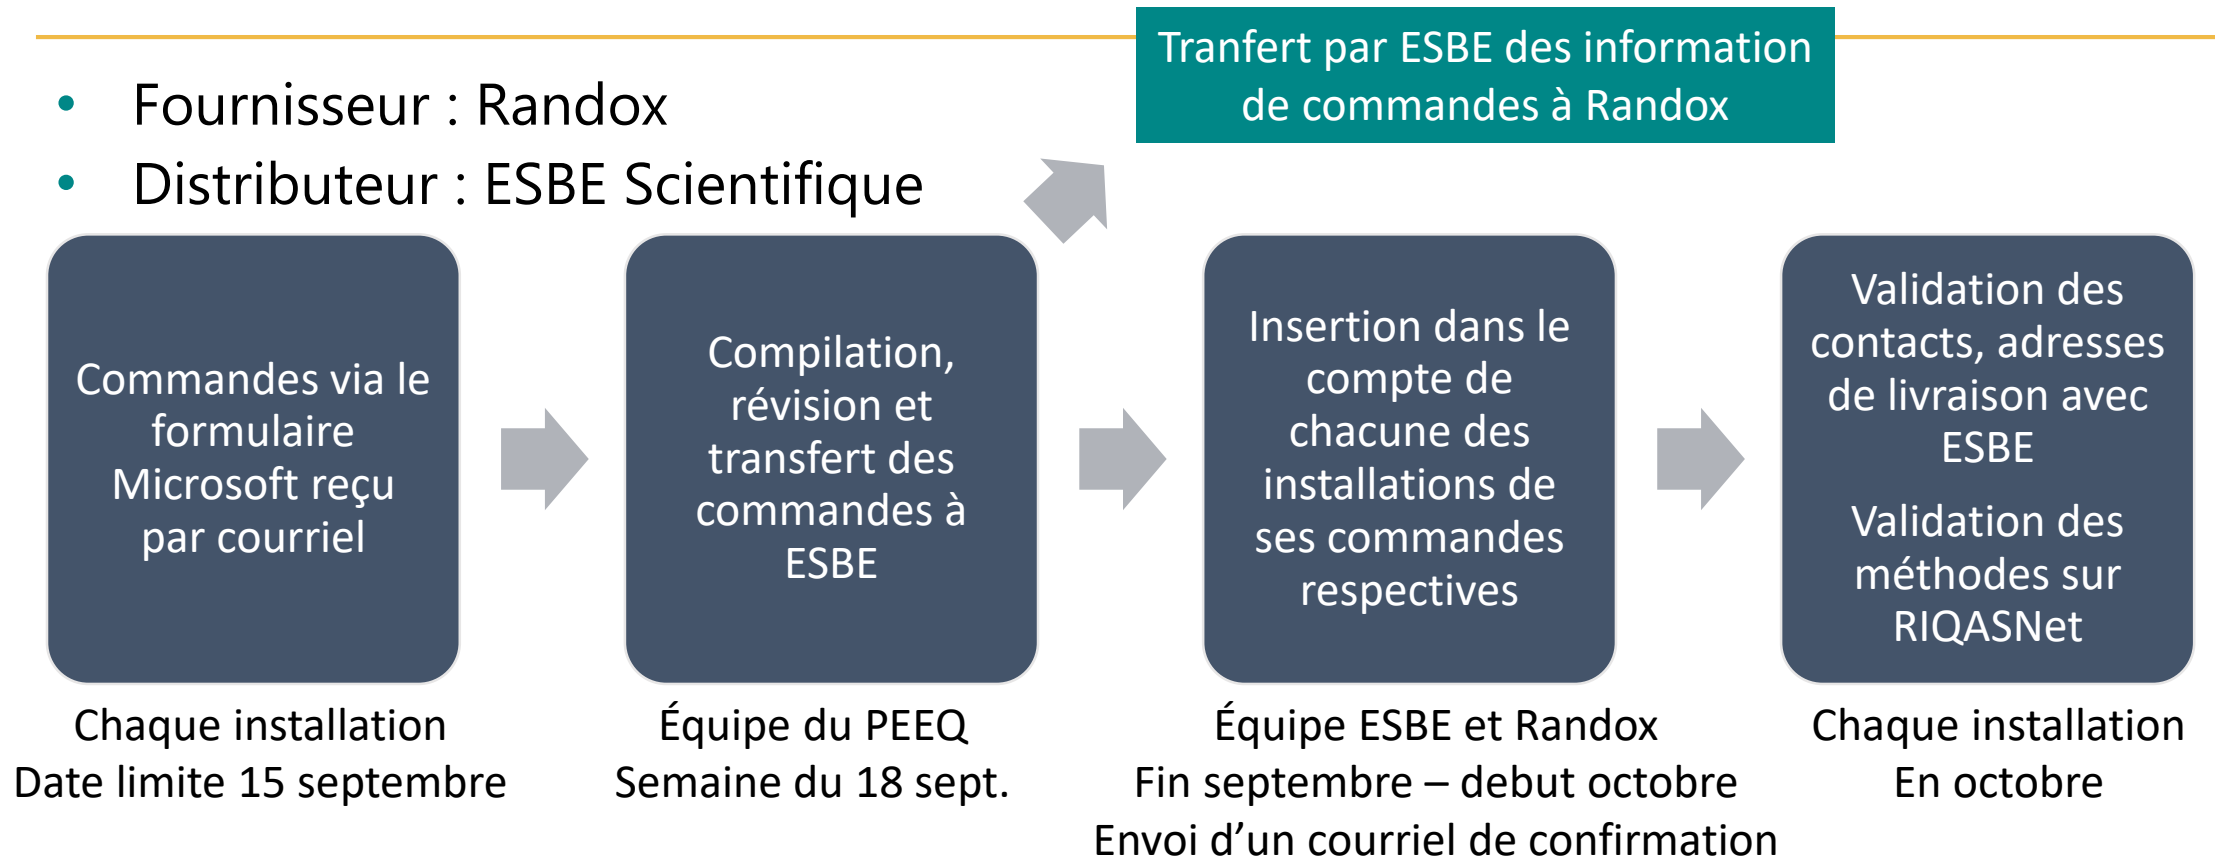 Tranfert par ESBE des information
de commandes à Randox
• Fournisseur : Randox
• Distributeur : ESBE Scientifique
Commandes via le
formulaire
Microsoft reçu
par courriel
Chaque installation
Date limite 15 septembre
Compilation,
révision et
transfert des
commandes à
ESBE
Équipe du PEEQ
Semaine du 18 sept.
Insertion dans le
compte de
chacune des
installations de
ses commandes
respectives
Équipe ESBE et Randox
Fin septembre – debut octobre
Envoi d’un courriel de confirmation
Validation des
contacts, adresses
de livraison avec
ESBE
Validation des
méthodes sur
RIQASNet
Chaque installation
En octobre